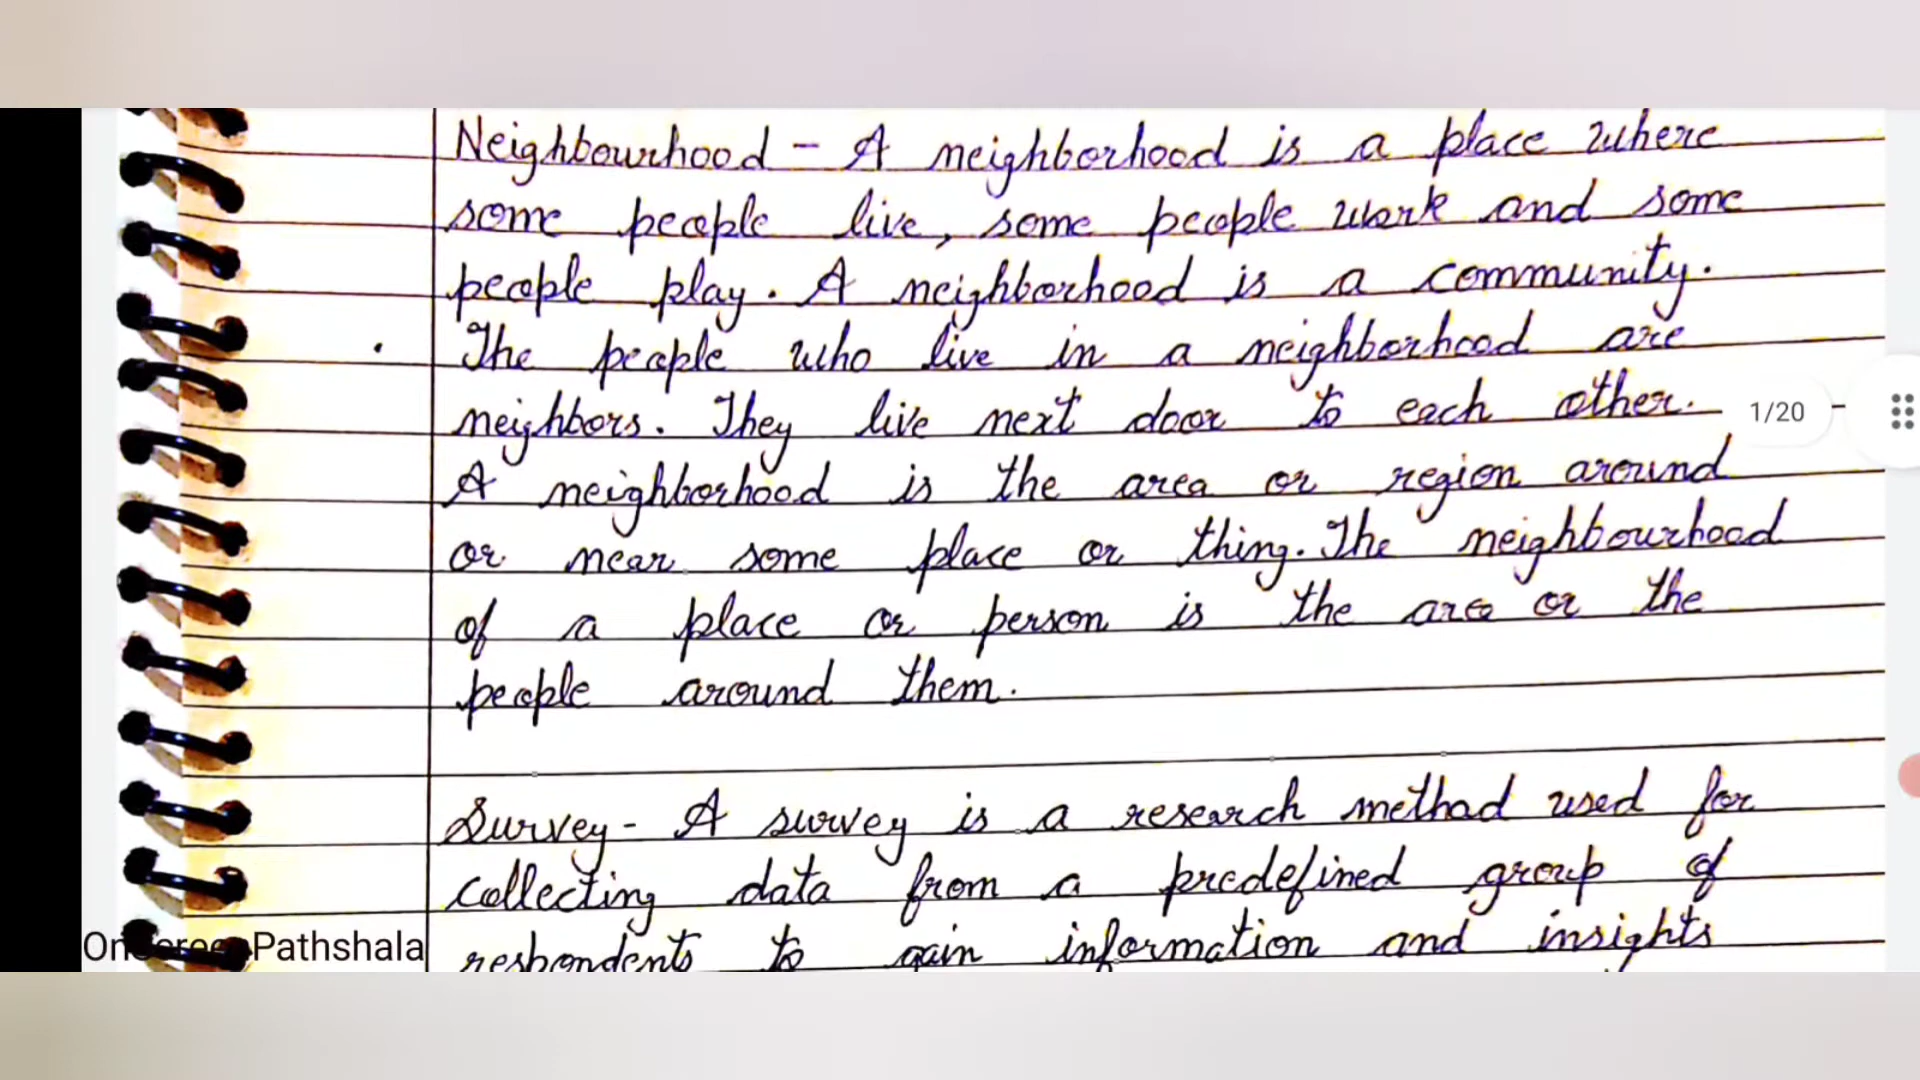 Neighbourhood - A neighborhood is a place where
some people live, some people work and some
people play. A neighborhood is a community.
The people who live in a neighborhood are
neighbors. They live next door to each other.
1/20
A neighborhood is the area or region around
or near some place or thing. The neighbourhood
of a place or person is the area or the
people around them.
Survey - A survey is a research method used for
collecting data from a predefined group of
respondents to gain information and insights
OnScreen Pathshala